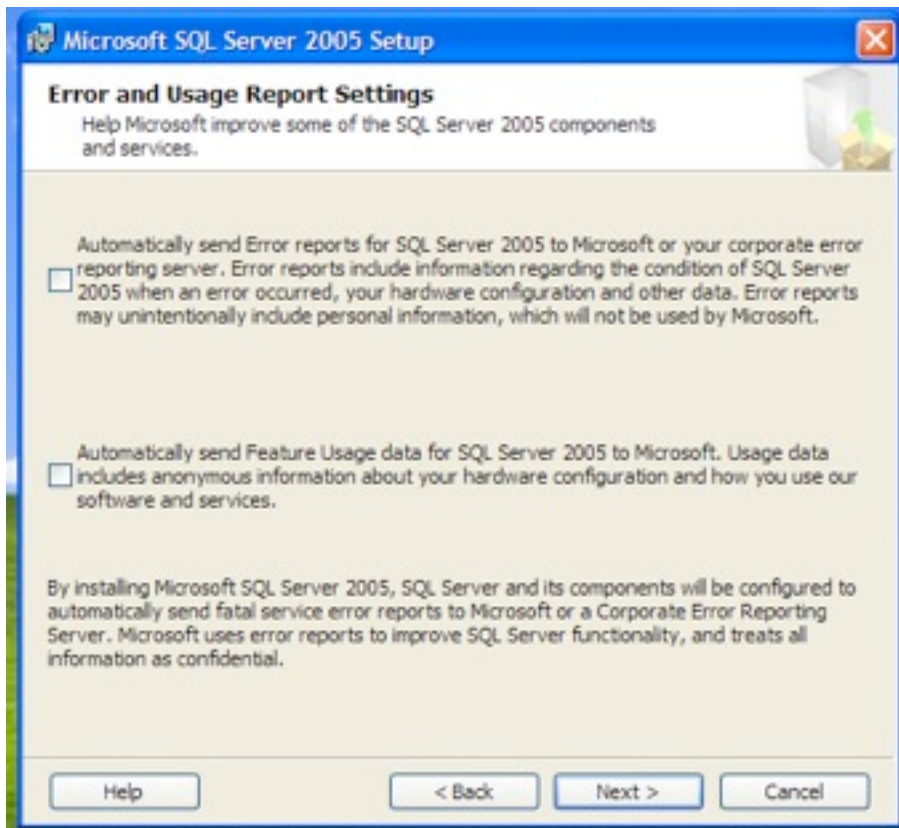 Microsoft SQL Server 2005 Setup
Error and Usage Report Settings
Help Microsoft improve some of the SQL Server 2005 components
and services.
Automatically send Error reports for SQL Server 2005 to Microsoft or your corporate error
reporting server. Error reports include information regarding the condition of SQL Server
2005 when an error occurred, your hardware configuration and other data. Error reports
may unintentionally include personal information, which will not be used by Microsoft.
Automatically send Feature Usage data for SQL Server 2005 to Microsoft. Usage data
includes anonymous information about your hardware configuration and how you use our
software and services.
By installing Microsoft SQL Server 2005, SQL Server and its components will be configured to
automatically send fatal service error reports to Microsoft or a Corporate Error Reporting
Server. Microsoft uses error reports to improve SQL Server functionality, and treats all
information as confidential.
Help
< Back
Next >
Cancel